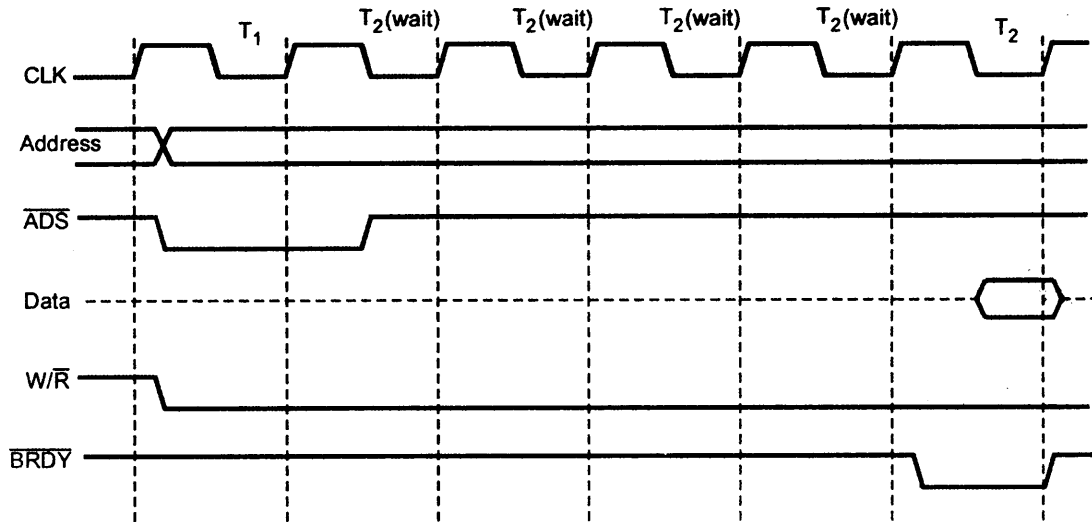 T1 T2(wait) T2(wait) T2(wait) T2(wait) T2
CLK
Address
ADS
Data
W/R
BRDY